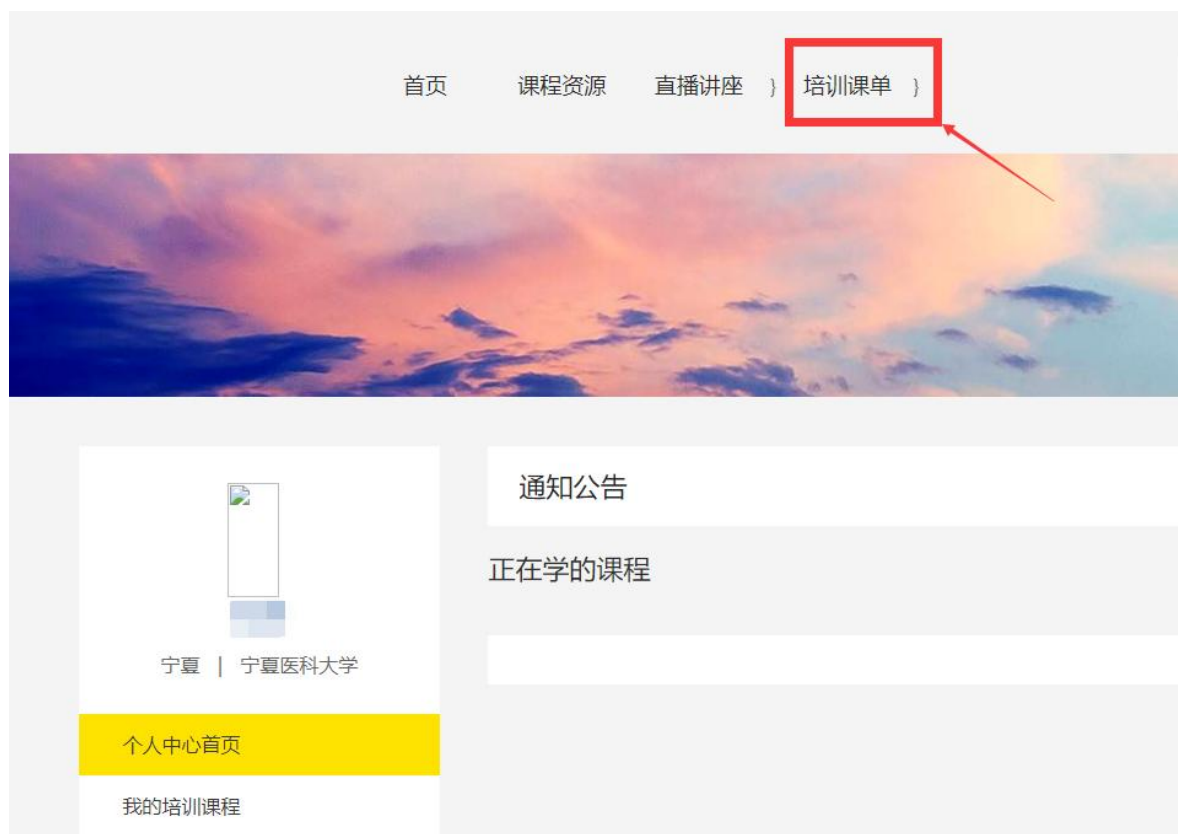 首页 课程资源 直播讲座 } 培训课单 }
通知公告
正在学的课程
宁夏 | 宁夏医科大学
个人中心首页
我的培训课程